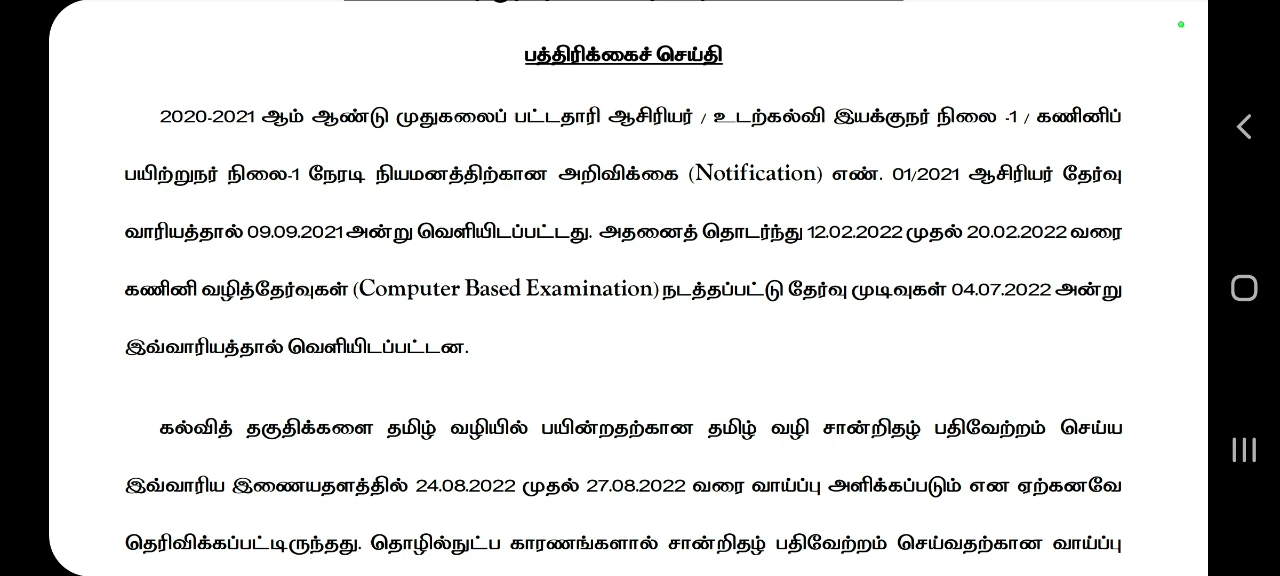 பத்திரிக்கைச் செய்தி
2020-2021 ஆம் ஆண்டு முதுகலைப் பட்டதாரி ஆசிரியர் / உடற்கல்வி இயக்குநர் நிலை -1 / கணினிப்
பயிற்றுநர் நிலை-1 நேரடி நியமனத்திற்கான அறிவிக்கை (Notification) எண். 01/2021 ஆசிரியர் தேர்வு
வாரியத்தால் 09.09.2021அன்று வெளியிடப்பட்டது. அதனைத் தொடர்ந்து 12.02.2022 முதல் 20.02.2022 வரை
கணினி வழித்தேர்வுகள் (Computer Based Examination) நடத்தப்பட்டு தேர்வு முடிவுகள் 04.07.2022 அன்று
இவ்வாரியத்தால் வெளியிடப்பட்டன.
கல்வித் தகுதிக்களை தமிழ் வழியில் பயின்றதற்கான தமிழ் வழி சான்றிதழ் பதிவேற்றம் செய்ய
இவ்வாரிய இணையதளத்தில் 24.08.2022 முதல் 27.08.2022 வரை வாய்ப்பு அளிக்கப்படும் என ஏற்கனவே
தெரிவிக்கப்பட்டிருந்தது. தொழில்நுட்ப காரணங்களால் சான்றிதழ் பதிவேற்றம் செய்வதற்கான வாய்ப்பு